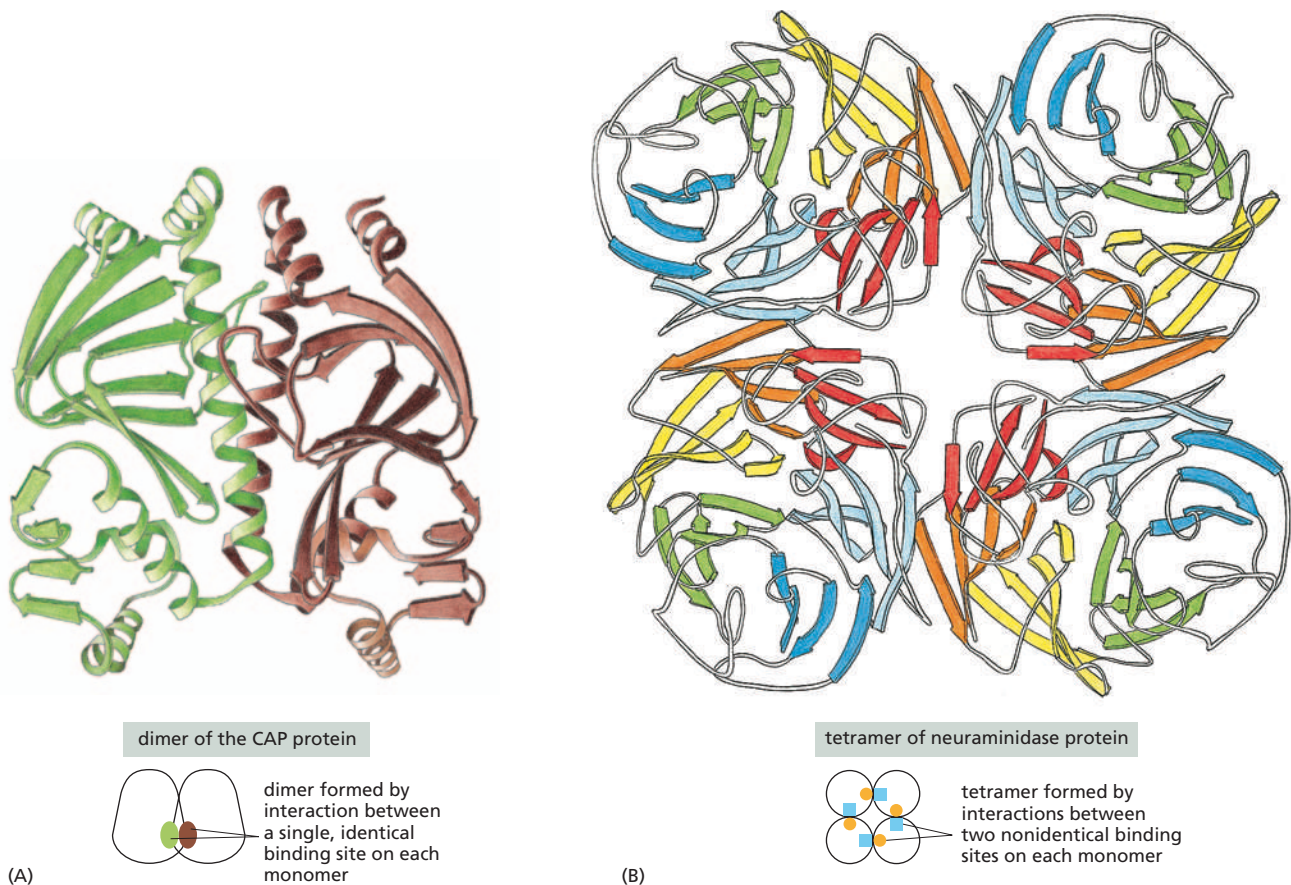 dimer of the CAP protein
dimer formed by
interaction between
a single, identical
binding site on each
monomer
(A)
tetramer of neuraminidase protein
tetramer formed by
interactions between
two nonidentical binding
sites on each monomer
(B)